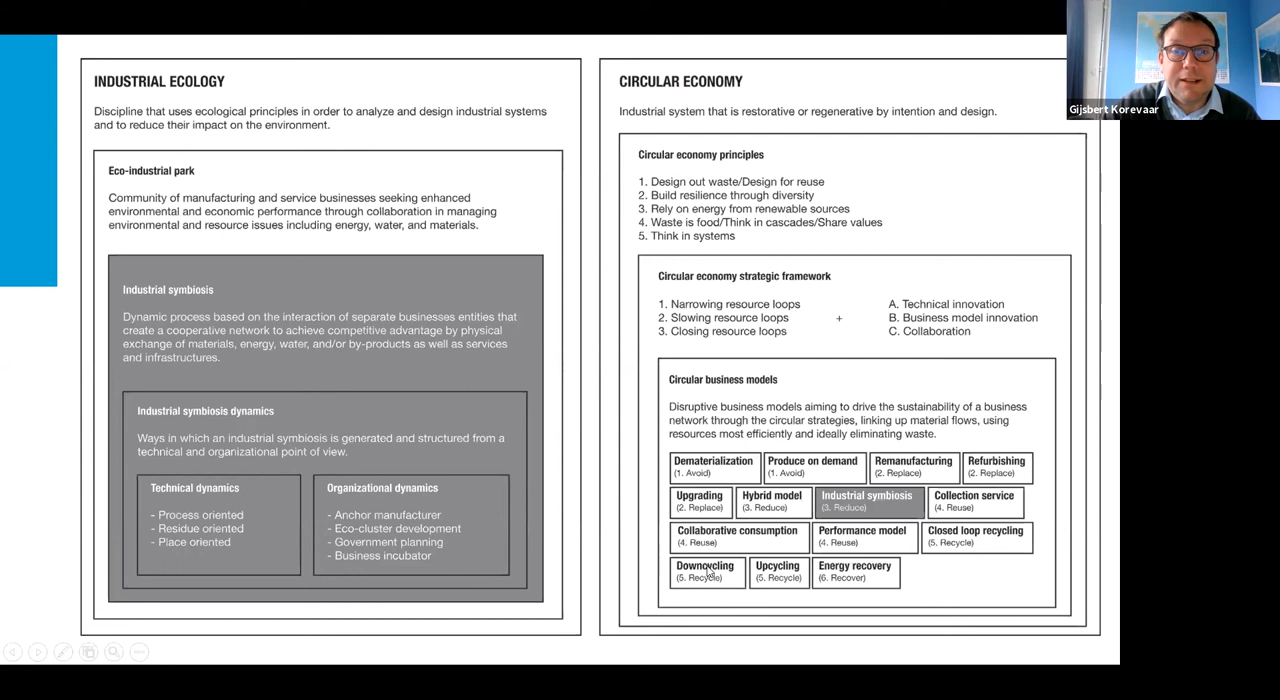 INDUSTRIAL ECOLOGY
Discipline that uses ecological principles in order to analyze and design industrial systems
and to reduce their impact on the environment.
Eco-industrial park
Community of manufacturing and service businesses seeking enhanced
environmental and economic performance through collaboration in managing
environmental and resource issues including energy, water, and materials.
Industrial symbiosis
Dynamic process based on the interaction of separate businesses entities that
create a cooperative network to achieve competitive advantage by physical
exchange of materials, energy, water, and/or by-products as well as services
and infrastructures.
Industrial symbiosis dynamics
Ways in which an industrial symbiosis is generated and structured from a
technical and organizational point of view.
Technical dynamics
- Process oriented
- Residue oriented
- Place oriented
Organizational dynamics
- Anchor manufacturer
- Eco-cluster development
- Government planning
- Business incubator
CIRCULAR ECONOMY
Industrial system that is restorative or regenerative by intention and design.
Circular economy principles
1. Design out waste/Design for reuse
2. Build resilience through diversity
3. Rely on energy from renewable sources
4. Waste is food/Think in cascades/Share values
5. Think in systems
Circular economy strategic framework
1. Narrowing resource loops
2. Slowing resource loops
3. Closing resource loops
+
A. Technical innovation
B. Business model innovation
C. Collaboration
Circular business models
Disruptive business models aiming to drive the sustainability of a business
network through the circular strategies, linking up material flows, using
resources most efficiently and ideally eliminating waste.
Dematerialization
(1. Avoid)
Produce on demand
(1. Avoid)
Remanufacturing
(2. Replace)
Refurbishing
(2. Replace)
Upgrading
(2. Replace)
Hybrid model
(3. Reduce)
Industrial symbiosis
(3. Reduce)
Collection service
(4. Reuse)
Collaborative consumption
(4. Reuse)
Performance model
(4. Reuse)
Closed loop recycling
(5. Recycle)
Downcycling
(5. Recycle)
Upcycling
(5. Recycle)
Energy recovery
(6. Recover)
Gijsbert Korevaar